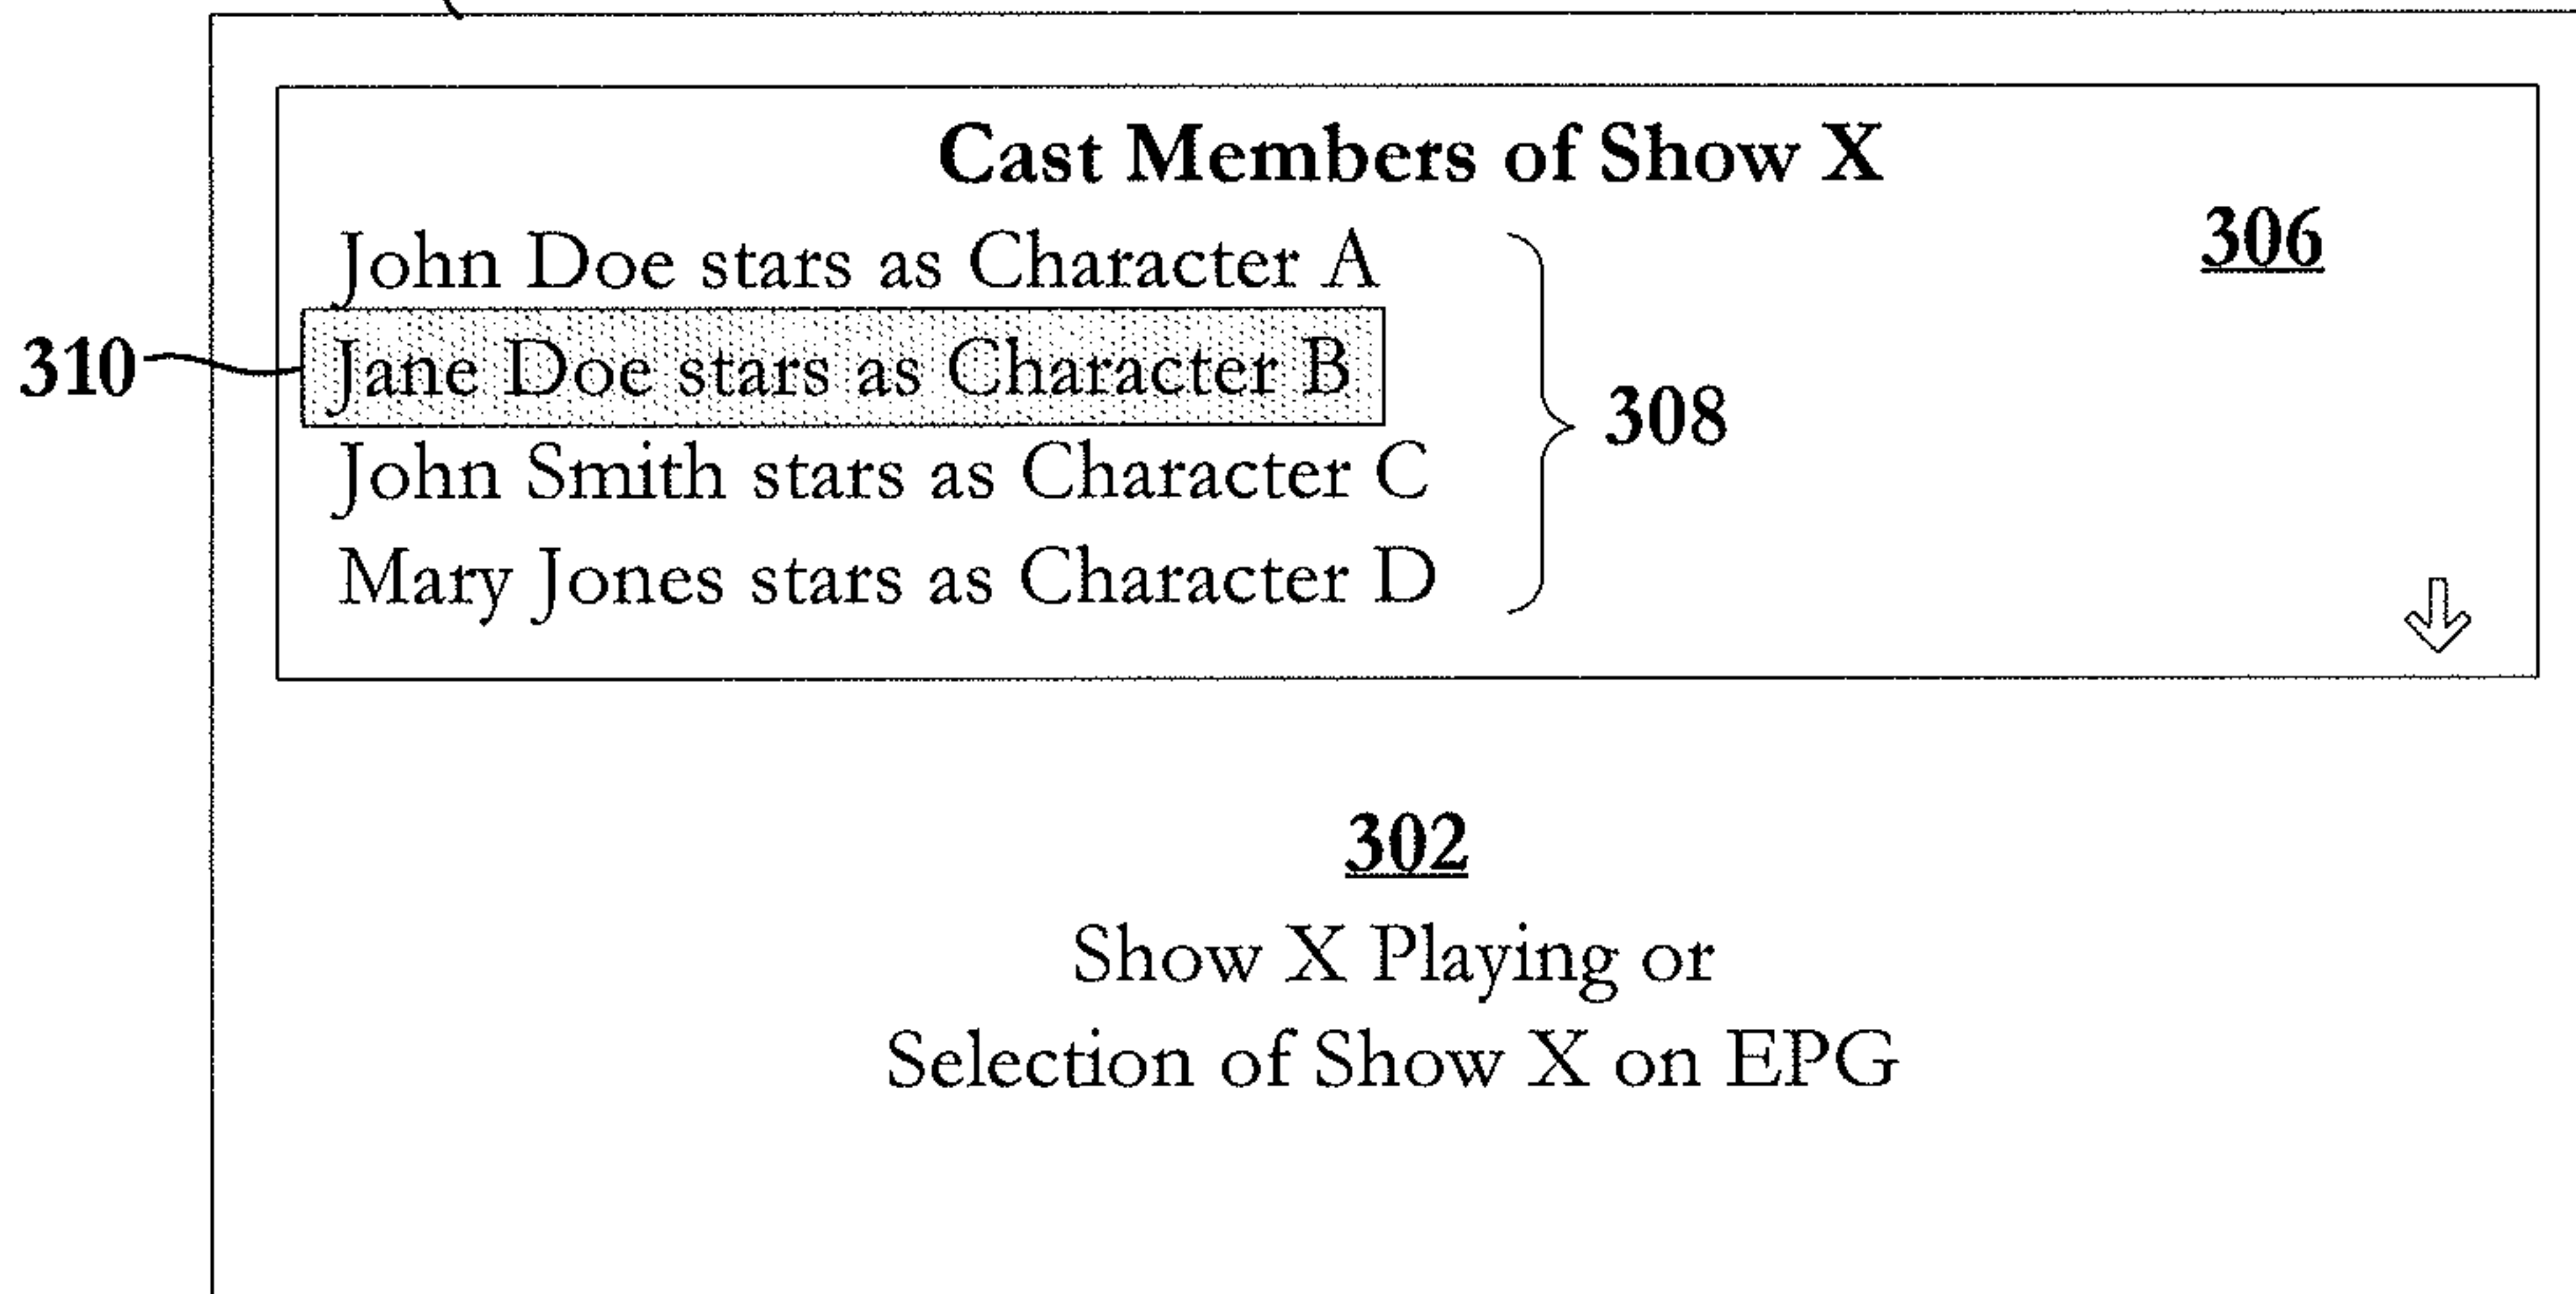 Cast Members of Show X
306
John Doe stars as Character A
310
Jane Doe stars as Character B
308
John Smith stars as Character C
Mary Jones stars as Character D
302
Show X Playing or
Selection of Show X on EPG